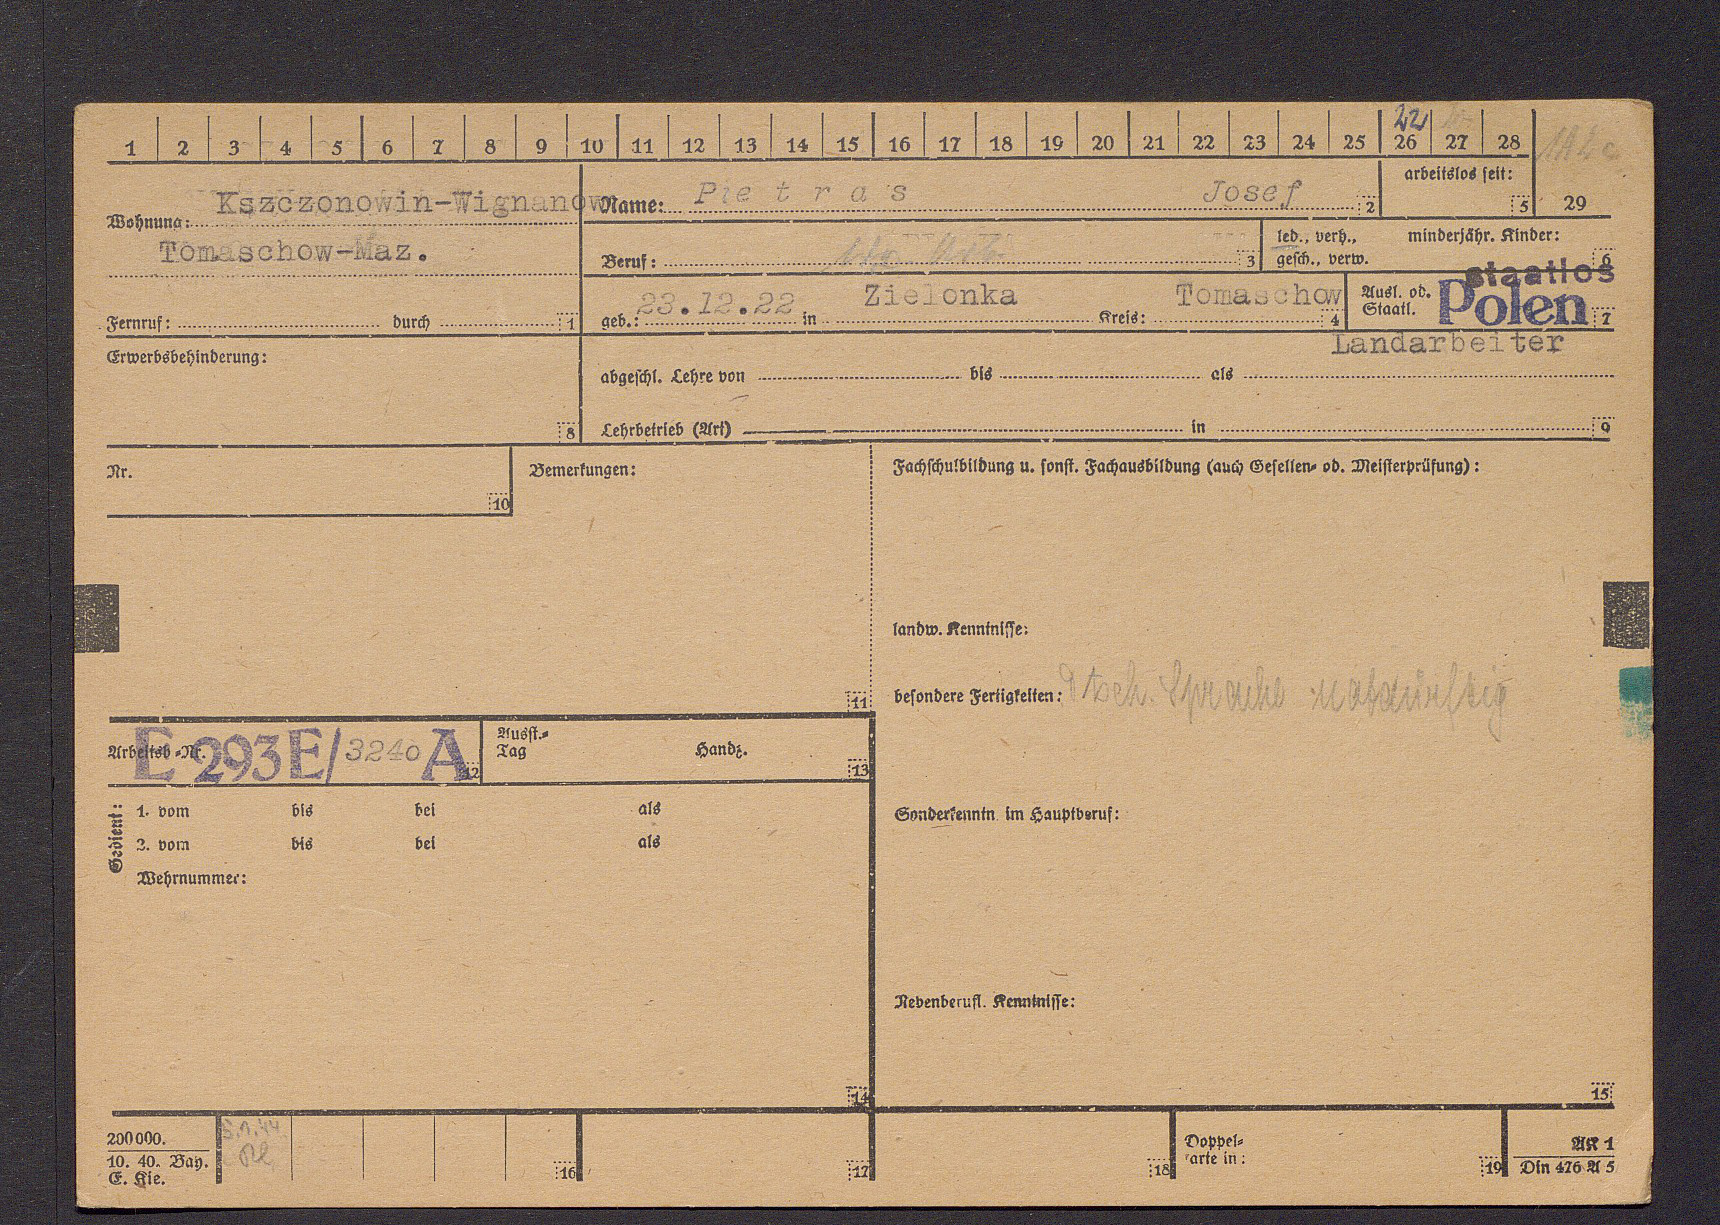 1 2 3 4 5 6 7 8 9 10 11 12 13 14 15 16 17 18 19 20 21 22 23 24 25 26 27 28
22
Wohnung: Kszczonowin-Wignanow
Tomaschow-Maz.
Fernruf: durch 1
Name: Pietras Josef 2
arbeitslos seit: 5
29
Beruf: 3
led., verh., gesch., verw.
minderjähr. Kinder: 6
geb.: 23.12.22 in Zielonka Kreis: Tomaschow 4
Ausl. od. Staatl. staatlos Polen 7
Landarbeiter
Erwerbsbehinderung: 8
abgeschl. Lehre von bis als
Lehrbetrieb (Art) in 9
Nr. 10
Bemerkungen: 11
Fachschulbildung u. sonst. Fachausbildung (auch Gesellen- od. Meisterprüfung):
landw. Kenntnisse:
besondere Fertigkeiten: Dtsch. Sprache notdürftig
Arbeitsb.-Nr. E 293E/3240 A 12
Ausst.-Tag Handz. 13
Gedient: 1. vom bis bei als
2. vom bis bei als
Wehrnummer:
14
Sonderkenntn. im Hauptberuf:
Nebenberufl. Kenntnisse:
15
200000.
10. 40. Bay.
E. Kie.
16 17 18
Doppel-
karte in: 19
AK 1
Din 476 A 5